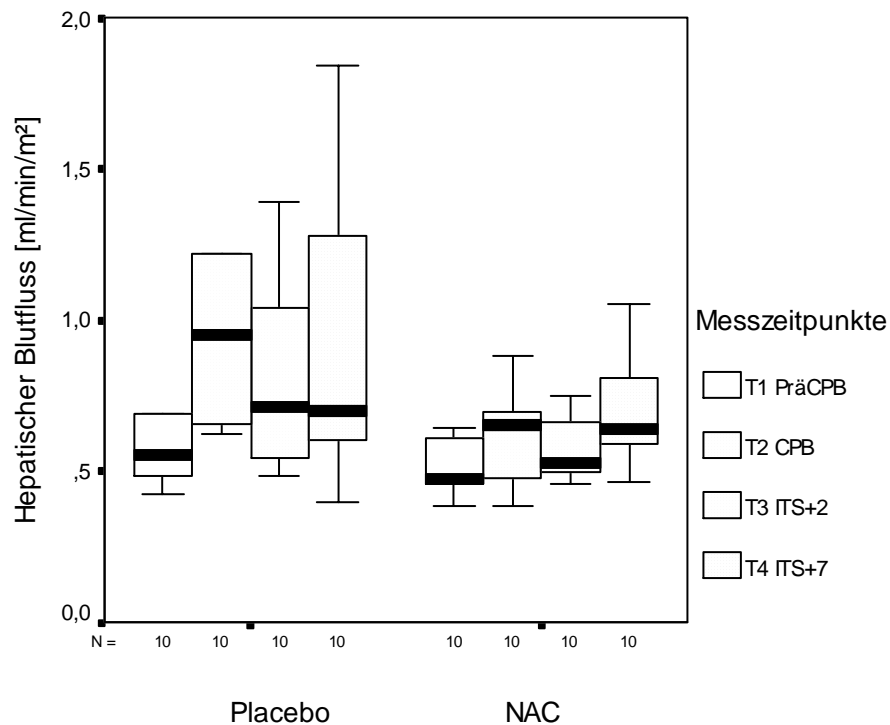 2,0
1,5
1,0
,5
0,0
Hepatischer Blutfluss [ml/min/m²]
N = 10 10 10 10 10 10 10 10
Placebo NAC
Messzeitpunkte
T1 PräCPB
T2 CPB
T3 ITS+2
T4 ITS+7